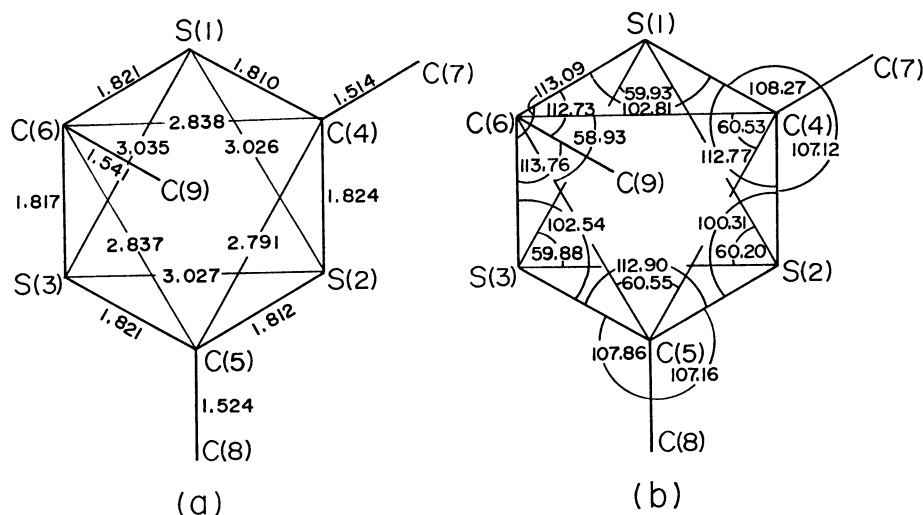 S(1)
C(7)
1.821
1.810
1.514
C(6)
2.838
C(4)
3.035
3.026
1.541
C(9)
1.817
1.824
2.837
2.791
S(3)
3.027
S(2)
1.821
1.812
C(5)
1.524
C(8)
(a)
S(1)
C(7)
113.09
59.93
108.27
112.73
102.81
C(6)
60.53
C(4)
58.93
107.12
113.76
112.77
C(9)
102.54
100.31
59.88
112.90
60.20
S(3)
60.55
S(2)
107.86
C(5)
107.16
C(8)
(b)